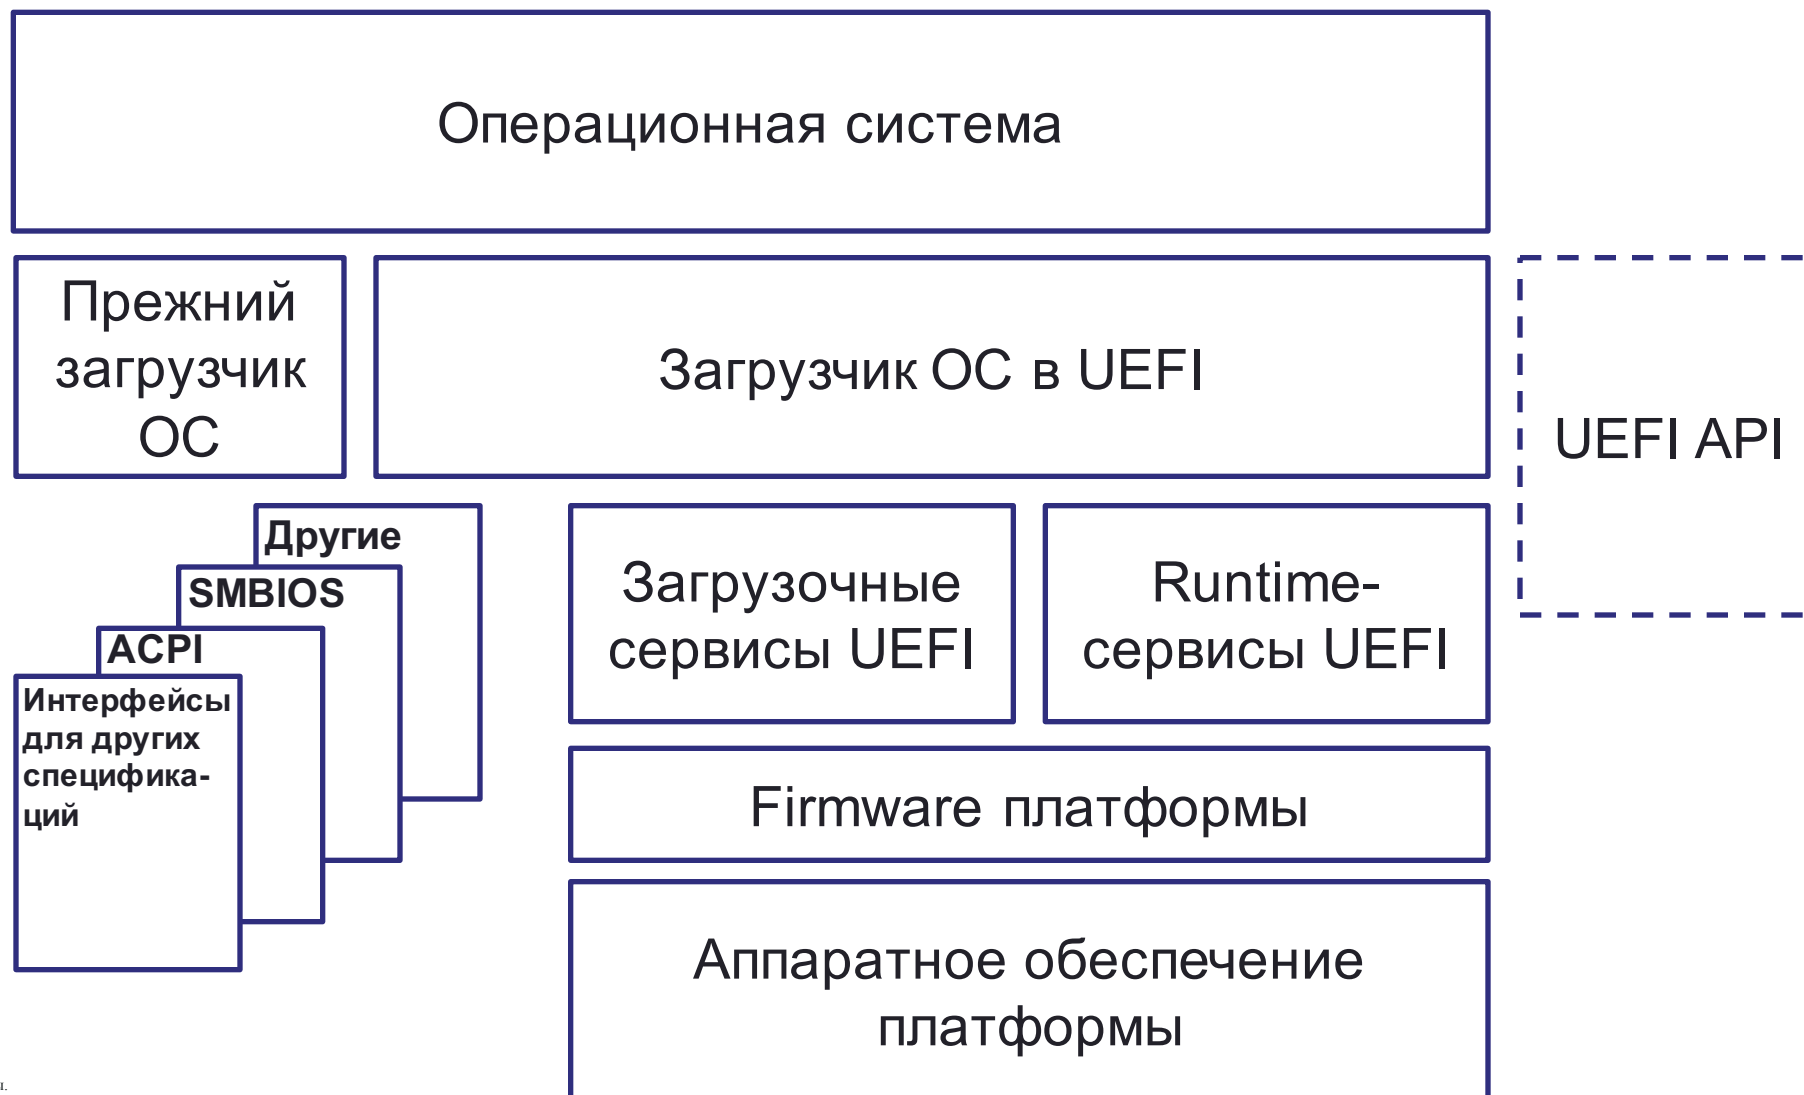 Операционная система
Прежний
загрузчик
ОС
Загрузчик ОС в UEFI
UEFI API
Другие
SMBIOS
ACPI
Интерфейсы
для других
специфика-
ций
Загрузочные
сервисы UEFI
Runtime-
сервисы UEFI
Firmware платформы
Аппаратное обеспечение
платформы